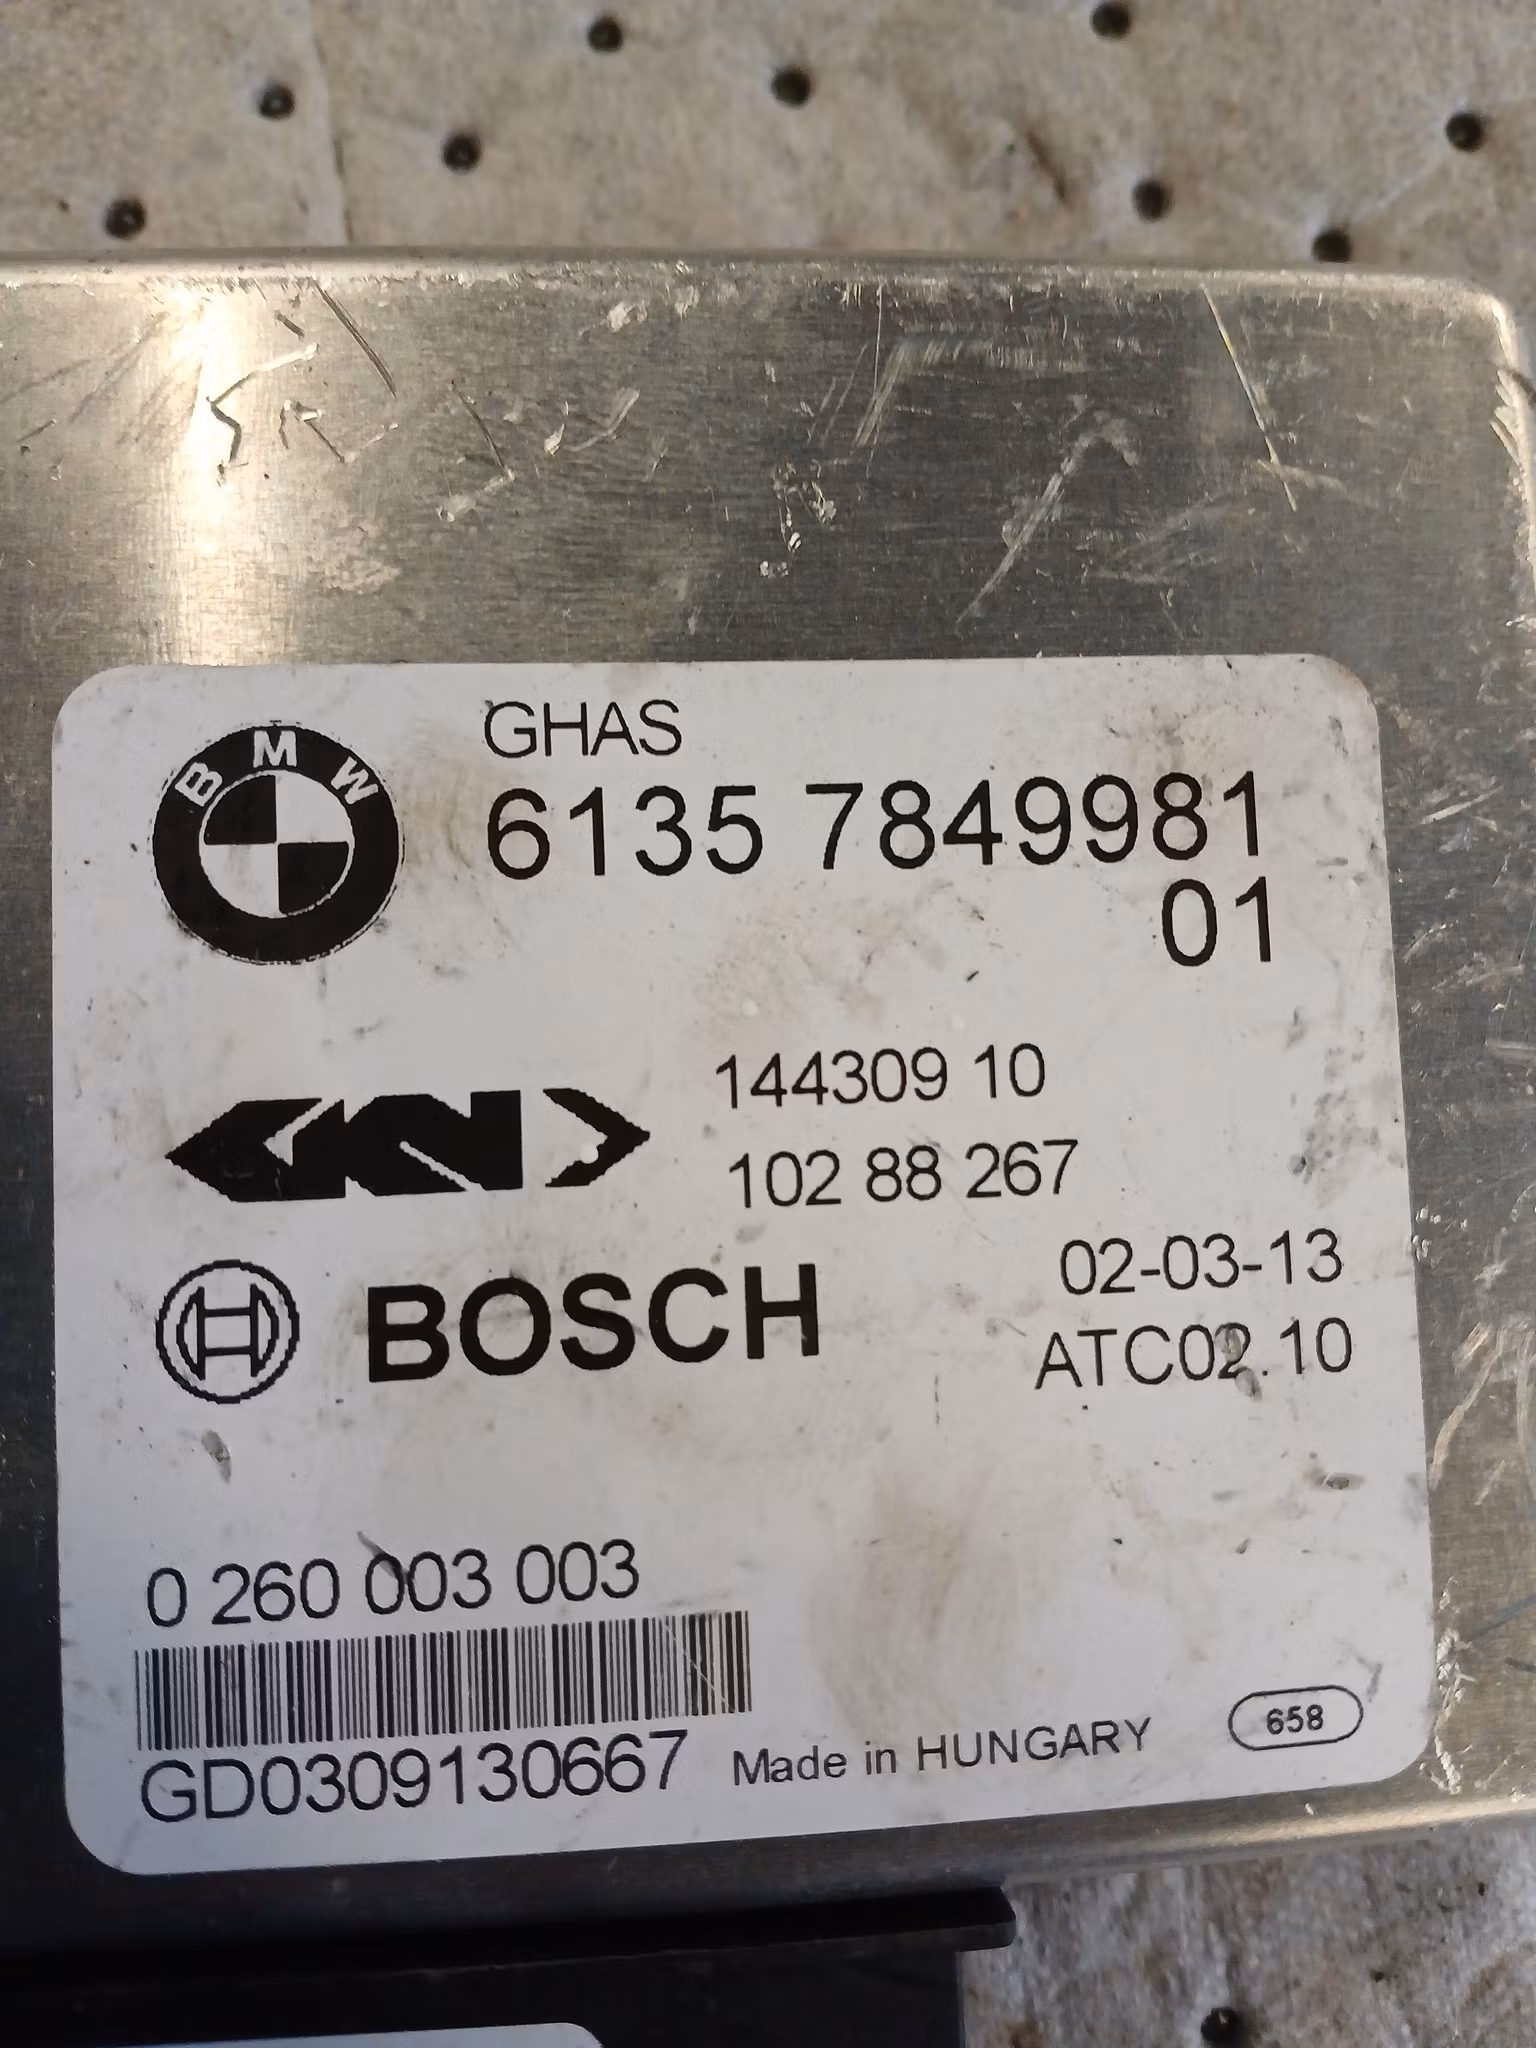 BMW
GHAS
6135 7849981
01
144309 10
102 88 267
BOSCH
02-03-13
ATC02.10
0 260 003 003
GD0309130667
Made in HUNGARY
658